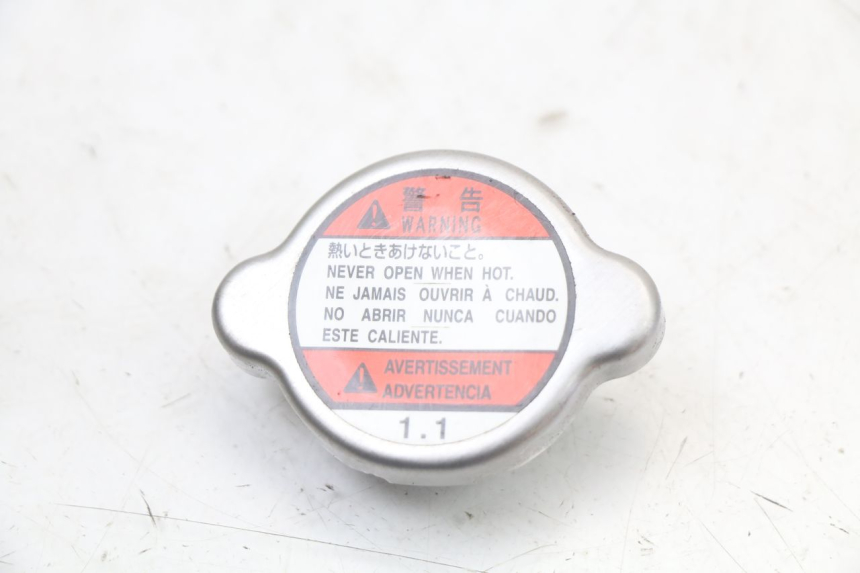 警告
WARNING
熱いときあけないこと。
NEVER OPEN WHEN HOT.
NE JAMAIS OUVRIR À CHAUD.
NO ABRIR NUNCA CUANDO
ESTE CALIENTE.
AVERTISSEMENT
ADVERTENCIA
1.1